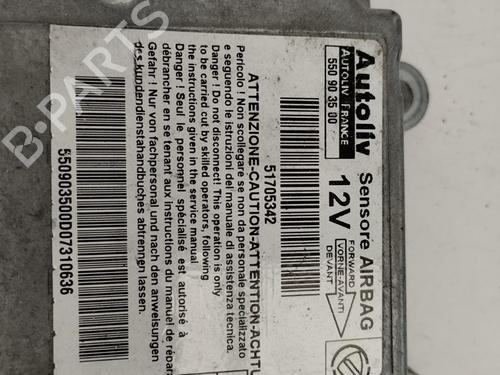 Autoliv
AUTOLIV FRANCE
550 90 35 00
Sensore AIRBAG
12V
FORWARD
VORNE-AVANTI
DEVANT
51705342
ATTENZIONE-CAUTION-ATTENTION-ACHTU
Pericolo ! Non scollegare se non da personale specializzato
e seguendo le istruzioni del manuale di assistenza tecnica.
Danger ! Do not disconnect! This operation is only
to be carried out by skilled operators, following
the instructions given in the service manual
Danger ! Seul le personnel spécialisé est autorisé à
débrancher en se tenant aux instructions du manuel de répara
Gefahr ! Nur von fachpersonal und nach den anweisungen
des kundendienstahandbuches abtrennen lassen.
550903500D07310636
B-PARTS